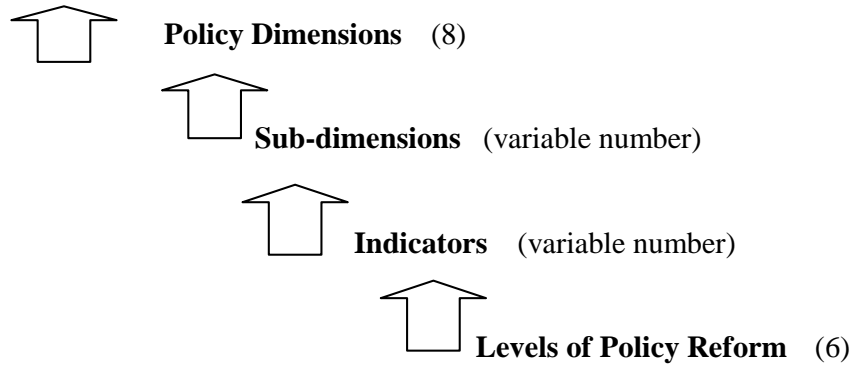 Policy Dimensions (8)
Sub-dimensions (variable number)
Indicators (variable number)
Levels of Policy Reform (6)